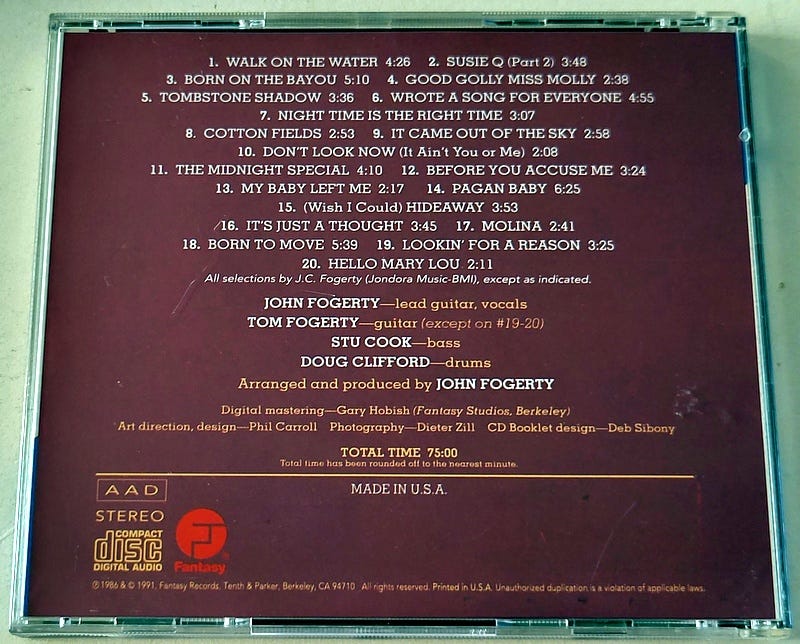 1. WALK ON THE WATER 4:26 2. SUSIE Q (Part 2) 3:48
3. BORN ON THE BAYOU 5:10 4. GOOD GOLLY MISS MOLLY 2:38
5. TOMBSTONE SHADOW 3:36 6. WROTE A SONG FOR EVERYONE 4:55
7. NIGHT TIME IS THE RIGHT TIME 3:07
8. COTTON FIELDS 2:53 9. IT CAME OUT OF THE SKY 2:58
10. DON'T LOOK NOW (It Ain't You or Me) 2:08
11. THE MIDNIGHT SPECIAL 4:10 12. BEFORE YOU ACCUSE ME 3:24
13. MY BABY LEFT ME 2:17 14. PAGAN BABY 6:25
15. (Wish I Could) HIDEAWAY 3:53
16. IT'S JUST A THOUGHT 3:45 17. MOLINA 2:41
18. BORN TO MOVE 5:39 19. LOOKIN' FOR A REASON 3:25
20. HELLO MARY LOU 2:11
All selections by J.C. Fogerty (Jondora Music-BMI), except as indicated.
JOHN FOGERTY—lead guitar, vocals
TOM FOGERTY—guitar (except on #19-20)
STU COOK—bass
DOUG CLIFFORD—drums
Arranged and produced by JOHN FOGERTY
Digital mastering—Gary Hobish (Fantasy Studios, Berkeley)
Art direction, design—Phil Carroll Photography—Dieter Zill CD Booklet design—Deb Sibony
TOTAL TIME 75:00
Total time has been rounded off to the nearest minute.
AAD
MADE IN U.S.A.
STEREO
COMPACT
disc
DIGITAL AUDIO
Fantasy
℗1986 & © 1991, Fantasy Records, Tenth & Parker, Berkeley, CA 94710 All rights reserved. Printed in U.S.A. Unauthorized duplication is a violation of applicable laws.